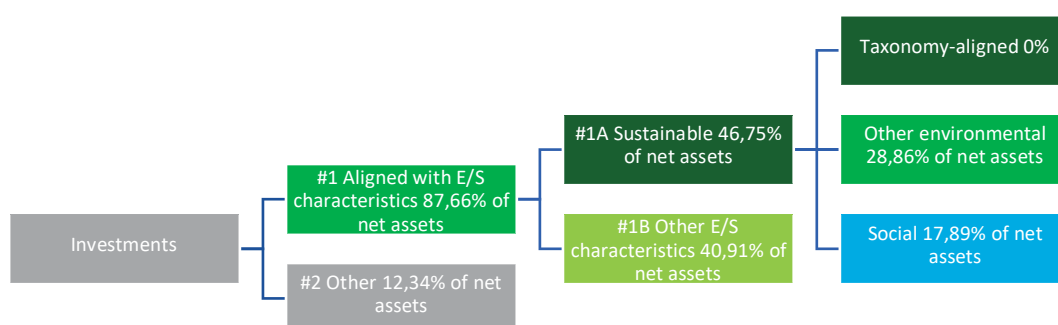 Investments
#1 Aligned with E/S
characteristics 87,66% of
net assets
#2 Other 12,34% of net
assets
#1A Sustainable 46,75%
of net assets
#1B Other E/S
characteristics 40,91% of
net assets
Taxonomy-aligned 0%
Other environmental
28,86% of net assets
Social 17,89% of net
assets